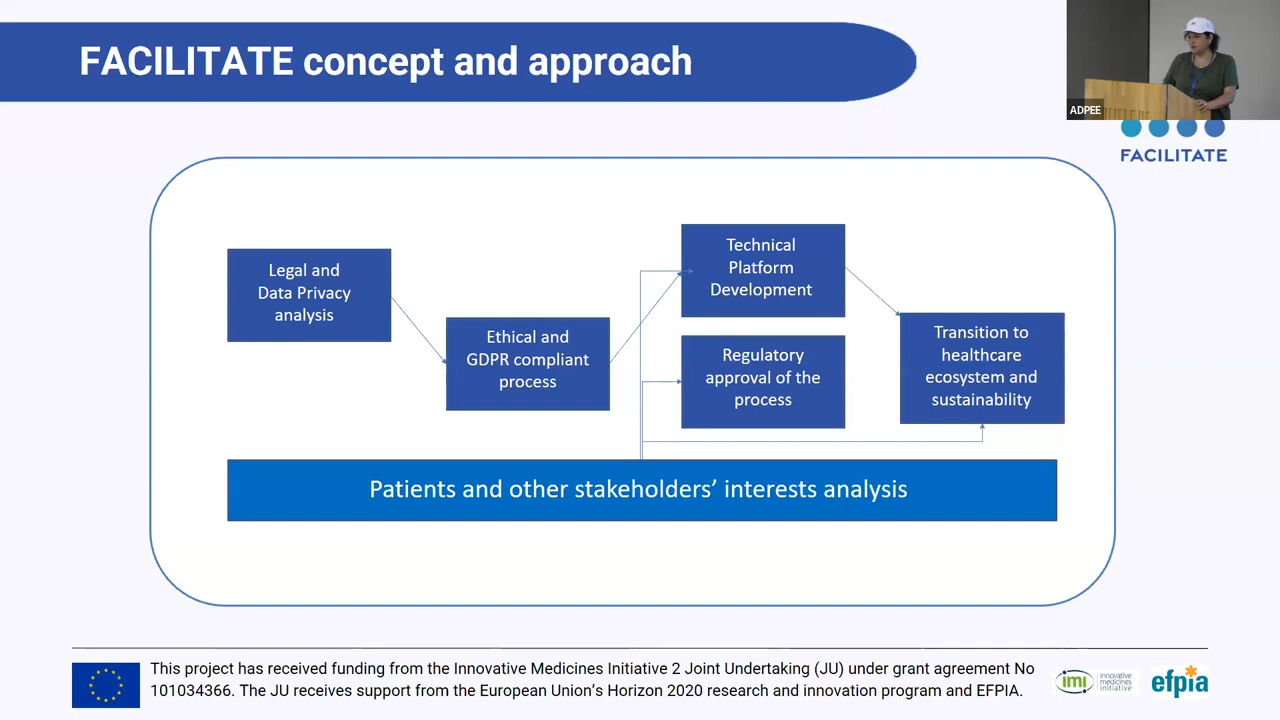 FACILITATE concept and approach
ADPEE
FACILITATE
Legal and
Data Privacy
analysis
Ethical and
GDPR compliant
process
Technical
Platform
Development
Regulatory
approval of the
process
Transition to
healthcare
ecosystem and
sustainability
Patients and other stakeholders’ interests analysis
This project has received funding from the Innovative Medicines Initiative 2 Joint Undertaking (JU) under grant agreement No
101034366. The JU receives support from the European Union’s Horizon 2020 research and innovation program and EFPIA.
imi
innovative
medicines
initiative
efpia